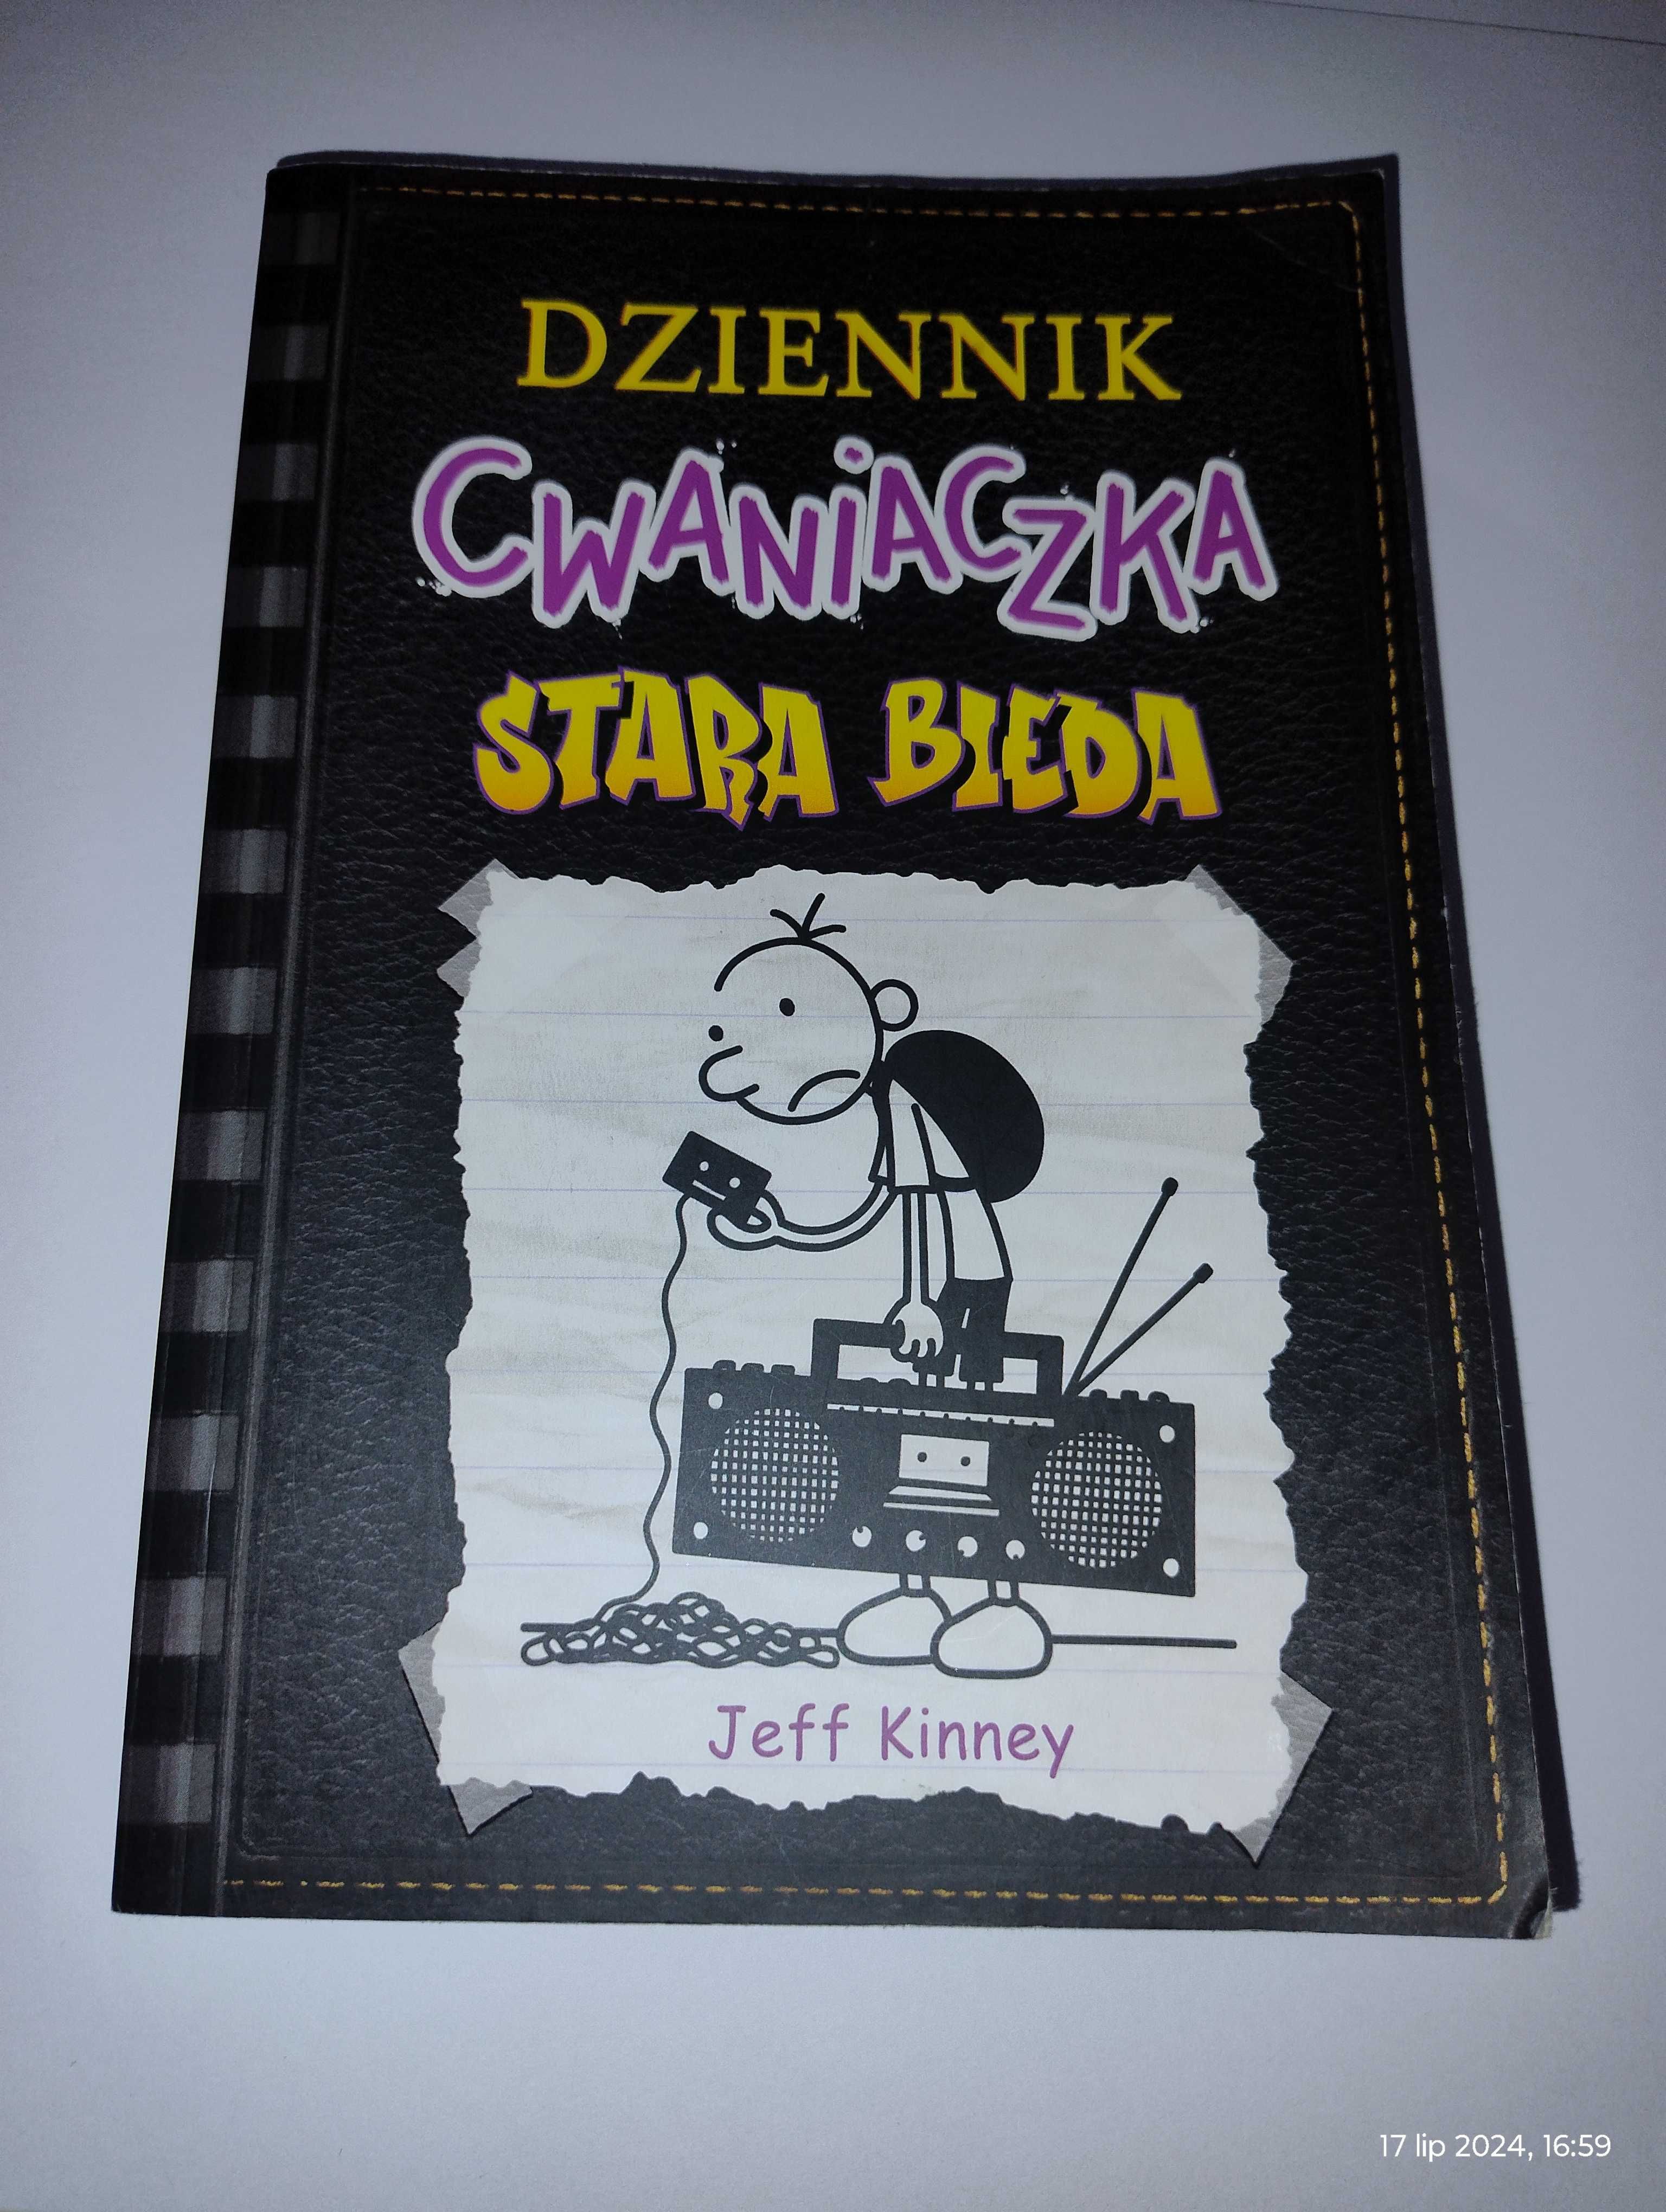 DZIENNIK
CWANiACZKA
STARA BIEDA
Jeff Kinney
17 lip 2024, 16:59